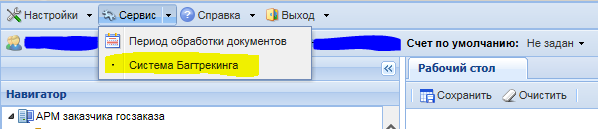 Настройки Сервис Справка Выход
Период обработки документов
Система Багтрекинга
Счет по умолчанию: Не задан
Рабочий стол
Навигатор
Сохранить Очистить
АРМ заказчика госзаказа